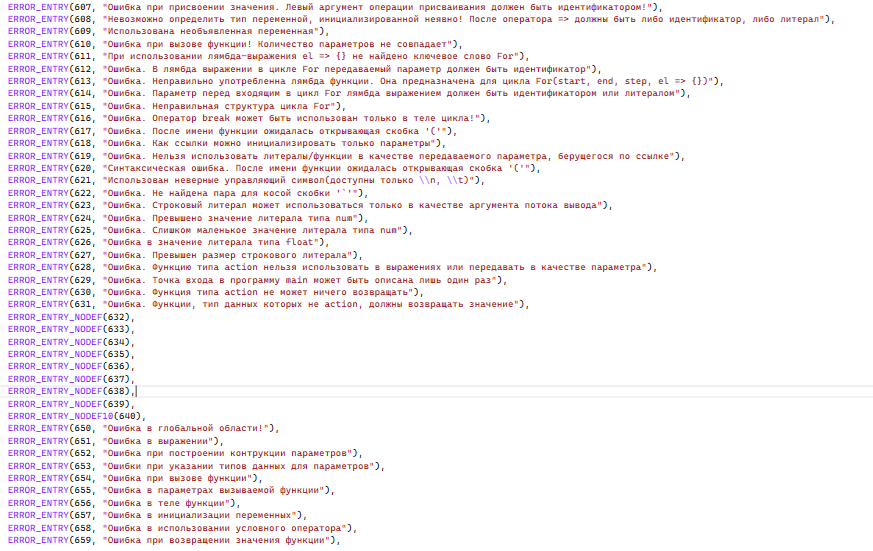 ERROR_ENTRY(607, "Ошибка при присвоении значения. Левый аргумент операции присваивания должен быть идентификатором!"),
ERROR_ENTRY(608, "Невозможно определить тип переменной, инициализированной неявно! После оператора => должны быть либо идентификатор, либо литерал"),
ERROR_ENTRY(609, "Использована необъявленная переменная"),
ERROR_ENTRY(610, "Ошибка при вызове функции! Количество параметров не совпадает"),
ERROR_ENTRY(611, "При использовании лямбда-выражения el => {} не найдено ключевое слово For"),
ERROR_ENTRY(612, "Ошибка. В лямбда выражении в цикле For передаваемый параметр должен быть идентификатор"),
ERROR_ENTRY(613, "Ошибка. Неправильно употребленна лямбда функции. Она предназначена для цикла For(start, end, step, el => {})"),
ERROR_ENTRY(614, "Ошибка. Параметр перед входящим в цикл For лямбда выражением должен быть идентификатором или литералом"),
ERROR_ENTRY(615, "Ошибка. Неправильная структура цикла For"),
ERROR_ENTRY(616, "Ошибка. Оператор break может быть использован только в теле цикла!"),
ERROR_ENTRY(617, "Ошибка. После имени функции ожидалась открывающая скобка '('"),
ERROR_ENTRY(618, "Ошибка. Как ссылки можно инициализировать только параметры"),
ERROR_ENTRY(619, "Ошибка. Нельзя использовать литералы/функции в качестве передаваемого параметра, берущегося по ссылке"),
ERROR_ENTRY(620, "Синтаксическая ошибка. После имени функции ожидалась открывающая скобка '('"),
ERROR_ENTRY(621, "Использован неверные управляющий символ(доступны только \\n, \\t)"),
ERROR_ENTRY(622, "Ошибка. Не найдена пара для косой скобки '`'"),
ERROR_ENTRY(623, "Ошибка. Строковый литерал может использоваться только в качестве аргумента потока вывода"),
ERROR_ENTRY(624, "Ошибка. Превышено значение литерала типа num"),
ERROR_ENTRY(625, "Ошибка. Слишком маленькое значение литерала типа num"),
ERROR_ENTRY(626, "Ошибка в значение литерала типа float"),
ERROR_ENTRY(627, "Ошибка. Превышен размер строкового литерала"),
ERROR_ENTRY(628, "Ошибка. Функцию типа action нельзя использовать в выражениях или передавать в качестве параметра"),
ERROR_ENTRY(629, "Ошибка. Точка входа в программу main может быть описана лишь один раз"),
ERROR_ENTRY(630, "Ошибка. Функция типа action не может ничего возвращать"),
ERROR_ENTRY(631, "Ошибка. Функции, тип данных которых не action, должны возвращать значение"),
ERROR_ENTRY_NODEF(632),
ERROR_ENTRY_NODEF(633),
ERROR_ENTRY_NODEF(634),
ERROR_ENTRY_NODEF(635),
ERROR_ENTRY_NODEF(636),
ERROR_ENTRY_NODEF(637),
ERROR_ENTRY_NODEF(638),
ERROR_ENTRY_NODEF(639),
ERROR_ENTRY_NODEF10(640),
ERROR_ENTRY(650, "Ошибка в глобальной области!"),
ERROR_ENTRY(651, "Ошибка в выражении"),
ERROR_ENTRY(652, "Ошибка при построении контрукции параметров"),
ERROR_ENTRY(653, "Ошибки при указании типов данных для параметров"),
ERROR_ENTRY(654, "Ошибка при вызове функции"),
ERROR_ENTRY(655, "Ошибка в параметрах вызываемой функции"),
ERROR_ENTRY(656, "Ошибка в теле функции"),
ERROR_ENTRY(657, "Ошибка в инициализации переменных"),
ERROR_ENTRY(658, "Ошибка в использовании условного оператора"),
ERROR_ENTRY(659, "Ошибка при возвращении значения функции"),